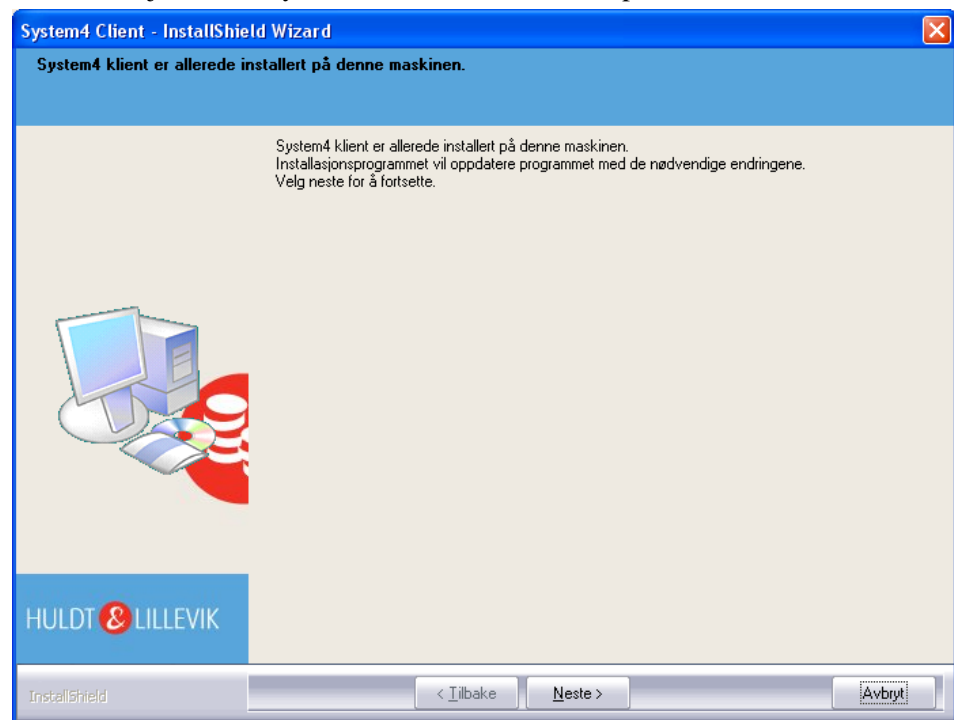 System4 Client - InstallShield Wizard
System4 klient er allerede installert på denne maskinen.
System4 klient er allerede installert på denne maskinen.
Installasjonsprogrammet vil oppdatere programmet med de nødvendige endringene.
Velg neste for å fortsette.
HULDT & LILLEVIK
InstallShield
< Tilbake
Neste >
Avbryt